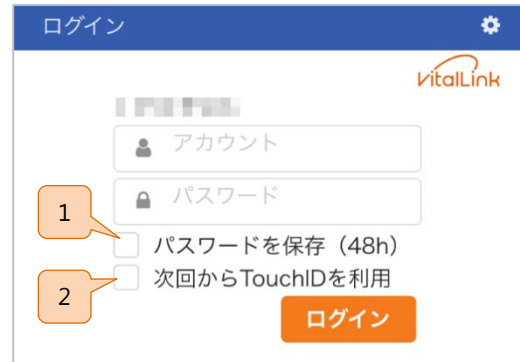 ログイン
VitalLink
アカウント
パスワード
1
パスワードを保存（48h）
2
次回からTouchIDを利用
ログイン